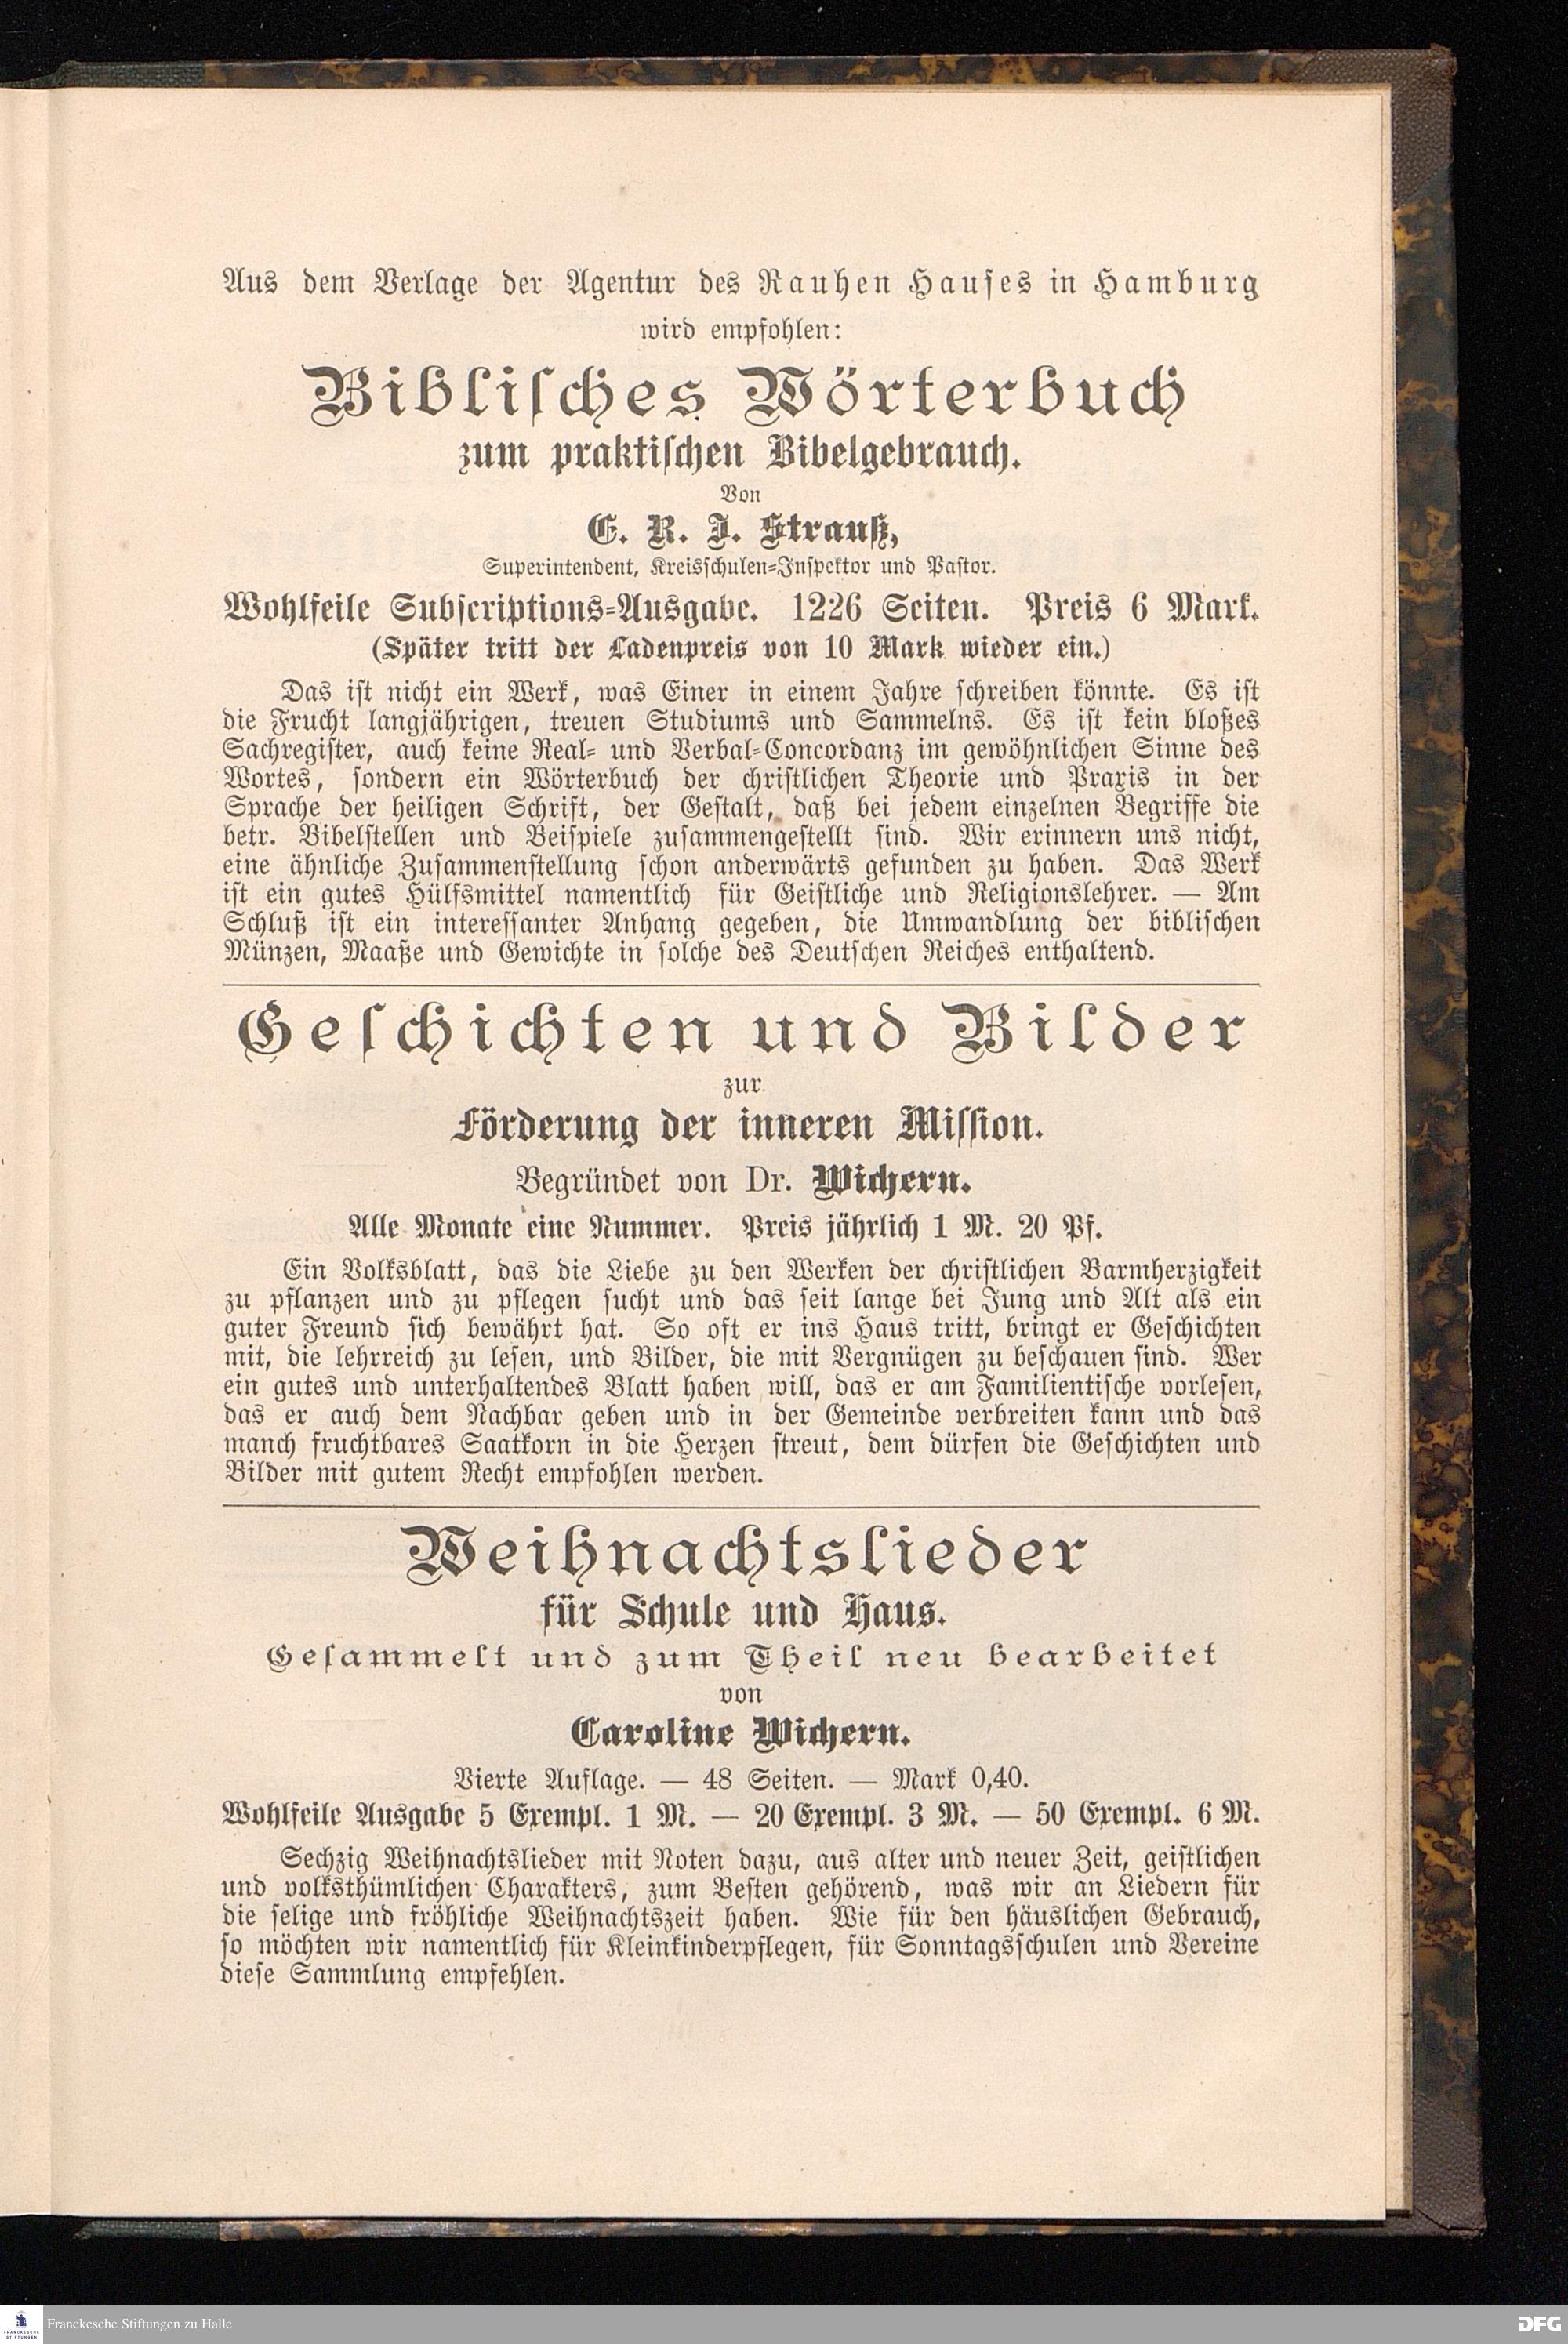 Aus dem Verlage der Agentur des Rauhen Hauses in Hamburg
wird empfohlen:
Biblisches Wörterbuch
zum praktischen Bibelgebrauch.
Von
E. R. J. Strauß,
Superintendent, Kreisschulen-Inspektor und Pastor.
Wohlfeile Subscriptions-Ausgabe. 1226 Seiten. Preis 6 Mark.
(Später tritt der Ladenpreis von 10 Mark wieder ein.)
Das ist nicht ein Werk, was Einer in einem Jahre schreiben könnte. Es ist
die Frucht langjährigen, treuen Studiums und Sammelns. Es ist kein bloßes
Sachregister, auch keine Real- und Verbal-Concordanz im gewöhnlichen Sinne des
Wortes, sondern ein Wörterbuch der christlichen Theorie und Praxis in der
Sprache der heiligen Schrift, der Gestalt, daß bei jedem einzelnen Begriffe die
betr. Bibelstellen und Beispiele zusammengestellt sind. Wir erinnern uns nicht,
eine ähnliche Zusammenstellung schon anderwärts gefunden zu haben. Das Werk
ist ein gutes Hülfsmittel namentlich für Geistliche und Religionslehrer. — Am
Schluß ist ein interessanter Anhang gegeben, die Umwandlung der biblischen
Münzen, Maaße und Gewichte in solche des Deutschen Reiches enthaltend.
Geschichten und Bilder
zur
Förderung der inneren Mission.
Begründet von Dr. Wichern.
Alle Monate eine Nummer. Preis jährlich 1 M. 20 Pf.
Ein Volksblatt, das die Liebe zu den Werken der christlichen Barmherzigkeit
zu pflanzen und zu pflegen sucht und das seit lange bei Jung und Alt als ein
guter Freund sich bewährt hat. So oft er ins Haus tritt, bringt er Geschichten
mit, die lehrreich zu lesen, und Bilder, die mit Vergnügen zu beschauen sind. Wer
ein gutes und unterhaltendes Blatt haben will, das er am Familientische vorlesen,
das er auch dem Nachbar geben und in der Gemeinde verbreiten kann und das
manch fruchtbares Saatkorn in die Herzen streut, dem dürfen die Geschichten und
Bilder mit gutem Recht empfohlen werden.
Weihnachtslieder
für Schule und Haus.
Gesammelt und zum Theil neu bearbeitet
von
Caroline Wichern.
Vierte Auflage. — 48 Seiten. — Mark 0,40.
Wohlfeile Ausgabe 5 Exempl. 1 M. — 20 Exempl. 3 M. — 50 Exempl. 6 M.
Sechzig Weihnachtslieder mit Noten dazu, aus alter und neuer Zeit, geistlichen
und volksthümlichen Charakters, zum Besten gehörend, was wir an Liedern für
die selige und fröhliche Weihnachtszeit haben. Wie für den häuslichen Gebrauch,
so möchten wir namentlich für Kleinkinderpflegen, für Sonntagsschulen und Vereine
diese Sammlung empfehlen.
FRANCKESCHE
STIFTUNGEN
Franckesche Stiftungen zu Halle
DFG